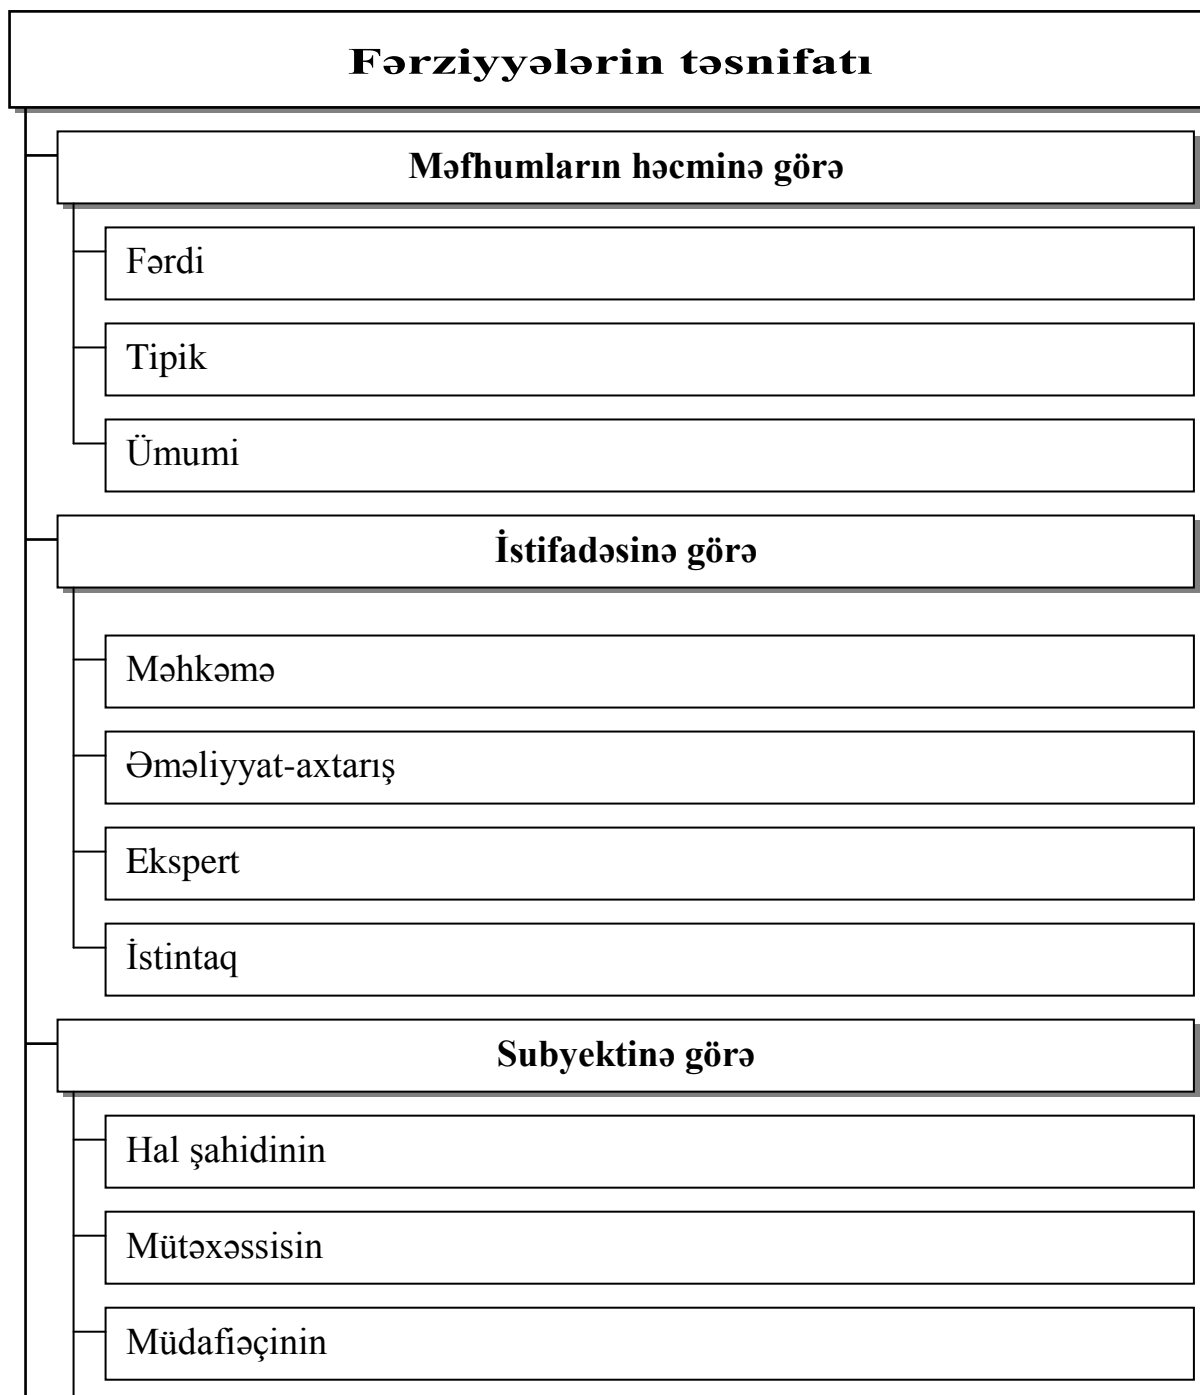 Fərziyyələrin təsnifatı
Məfhumların həcminə görə
Fərdi
Tipik
Ümumi
İstifadəsinə görə
Məhkəmə
Əməliyyat-axtarış
Ekspert
İstintaq
Subyektinə görə
Hal şahidinin
Mütəxəssisin
Müdafiəçinin